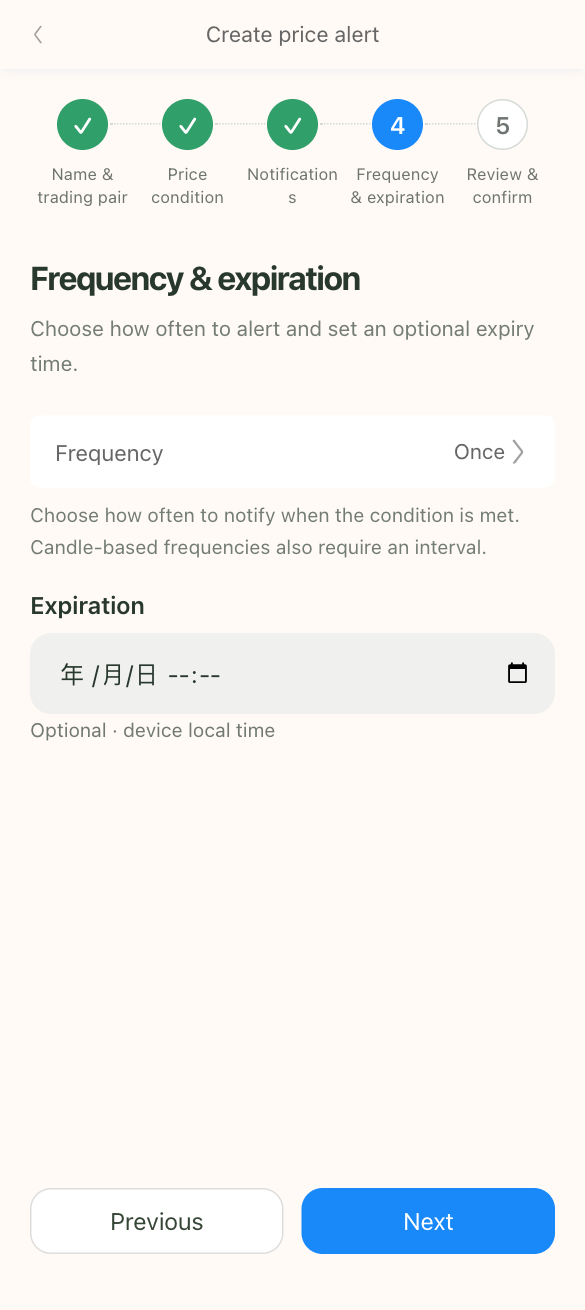 Create price alert
4
5
Name &
trading pair
Price
condition
Notification
s
Frequency
& expiration
Review &
confirm
Frequency & expiration
Choose how often to alert and set an optional expiry
time.
Frequency
Once
Choose how often to notify when the condition is met.
Candle-based frequencies also require an interval.
Expiration
年 /月/日 --:--
Optional · device local time
Previous
Next